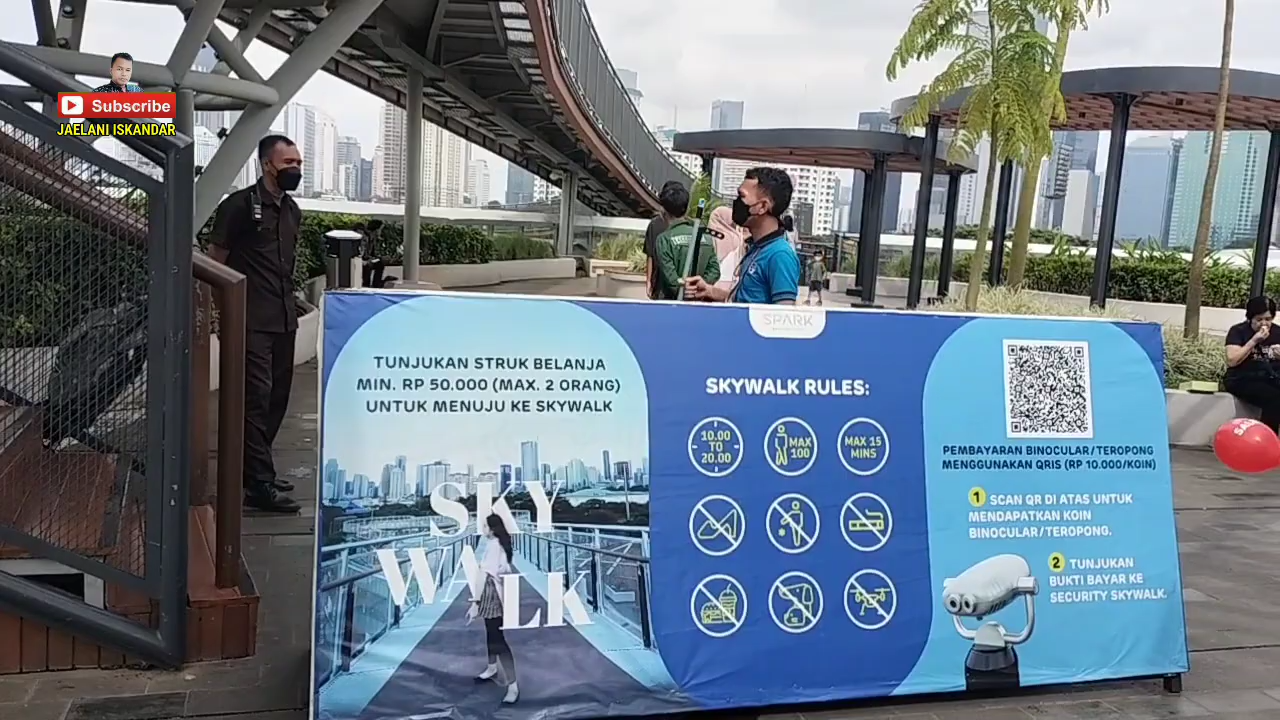 Subscribe
JAELANI ISKANDAR
SPARK
TUNJUKAN STRUK BELANJA
MIN. RP 50.000 (MAX. 2 ORANG)
UNTUK MENUJU KE SKYWALK
SKY
WALK
SKYWALK RULES:
10.00
TO
20.00
MAX
100
MAX 15
MINS
PEMBAYARAN BINOCULAR/TEROPONG
MENGGUNAKAN QRIS (RP 10.000/KOIN)
1 SCAN QR DI ATAS UNTUK
MENDAPATKAN KOIN
BINOCULAR/TEROPONG.
2 TUNJUKAN
BUKTI BAYAR KE
SECURITY SKYWALK.